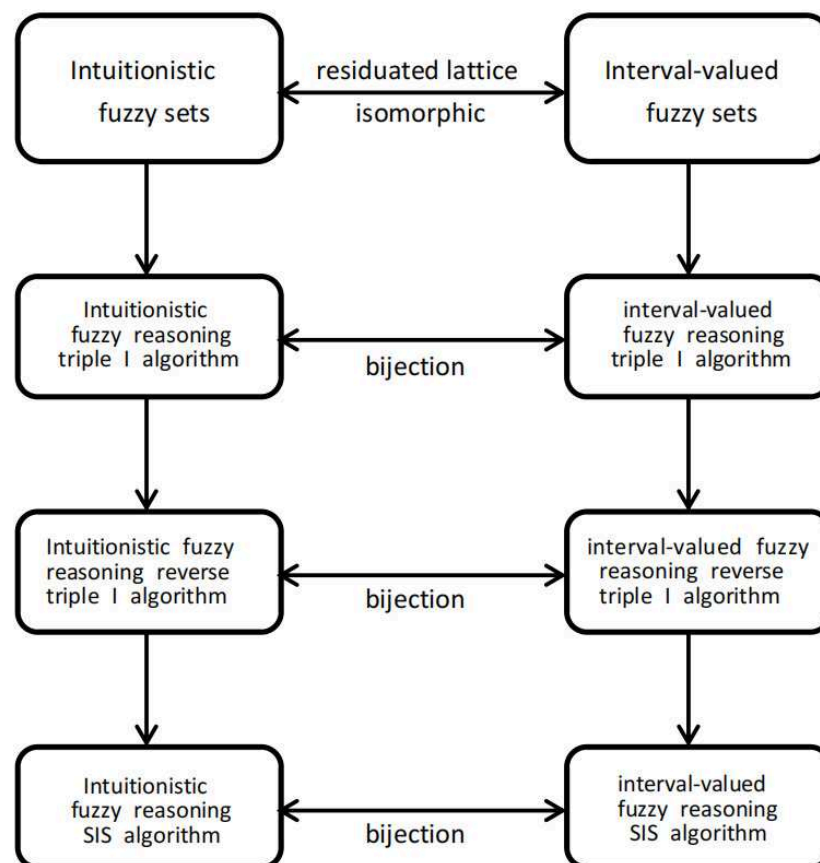 Intuitionistic
fuzzy sets
residuated lattice
isomorphic
Interval-valued
fuzzy sets
Intuitionistic
fuzzy reasoning
triple I algorithm
bijection
interval-valued
fuzzy reasoning
triple I algorithm
Intuitionistic fuzzy
reasoning reverse
triple I algorithm
bijection
interval-valued fuzzy
reasoning reverse
triple I algorithm
Intuitionistic
fuzzy reasoning
SIS algorithm
bijection
interval-valued
fuzzy reasoning
SIS algorithm